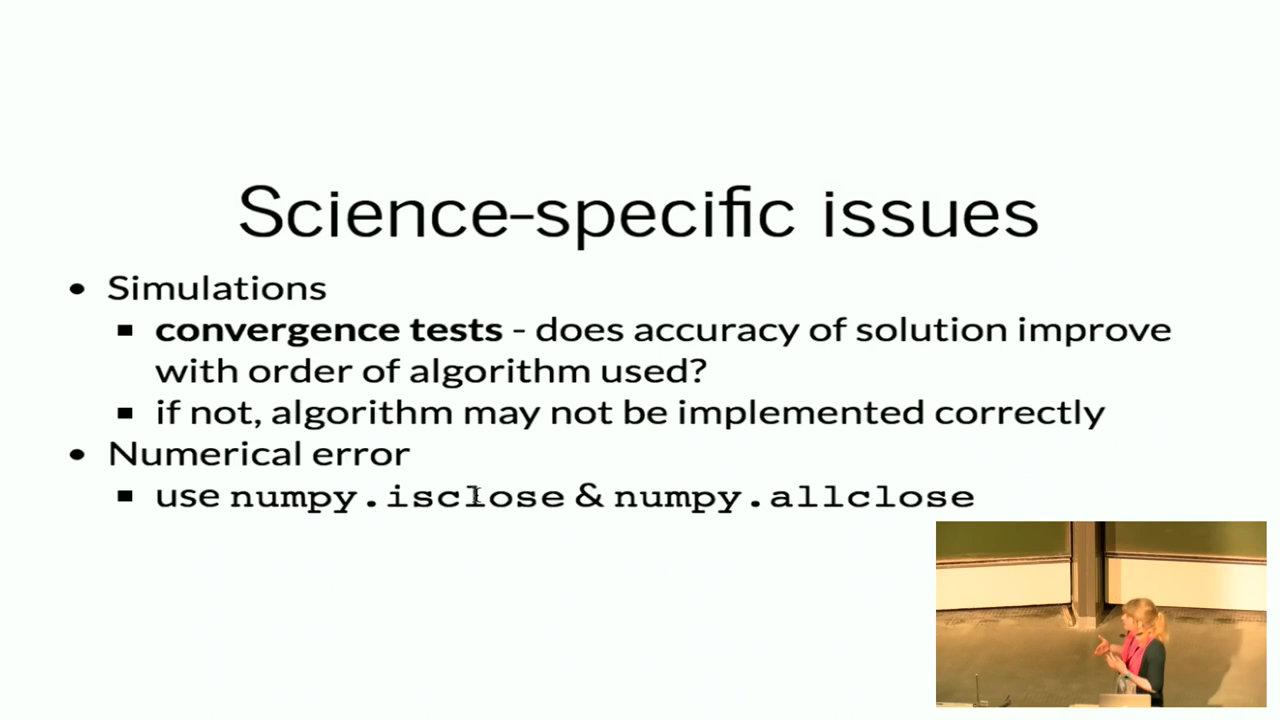 Science-specific issues
• Simulations
▪ convergence tests - does accuracy of solution improve
with order of algorithm used?
▪ if not, algorithm may not be implemented correctly
• Numerical error
▪ use numpy.isclose & numpy.allclose